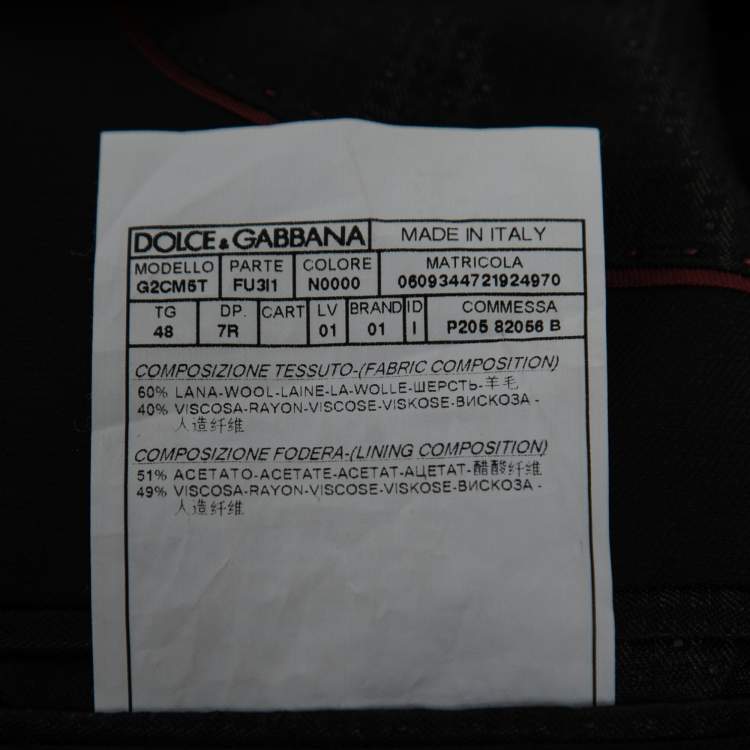 DOLCE & GABBANA MADE IN ITALY
MODELLO PARTE COLORE MATRICOLA
G2CM5T FU3I1 N0000 0609344721924970
TG DP. CART LV BRAND ID COMMESSA
48 7R 01 01 I P205 82056 B
COMPOSIZIONE TESSUTO-(FABRIC COMPOSITION)
60% LANA-WOOL-LAINE-LA-WOLLE-ШЕРСТЬ-羊毛
40% VISCOSA-RAYON-VISCOSE-VISKOSE-ВИСКОЗА -
人造纤维
COMPOSIZIONE FODERA-(LINING COMPOSITION)
51% ACETATO-ACETATE-ACETAT-АЦЕТАТ-醋酸纤维
49% VISCOSA-RAYON-VISCOSE-VISKOSE-ВИСКОЗА -
人造纤维